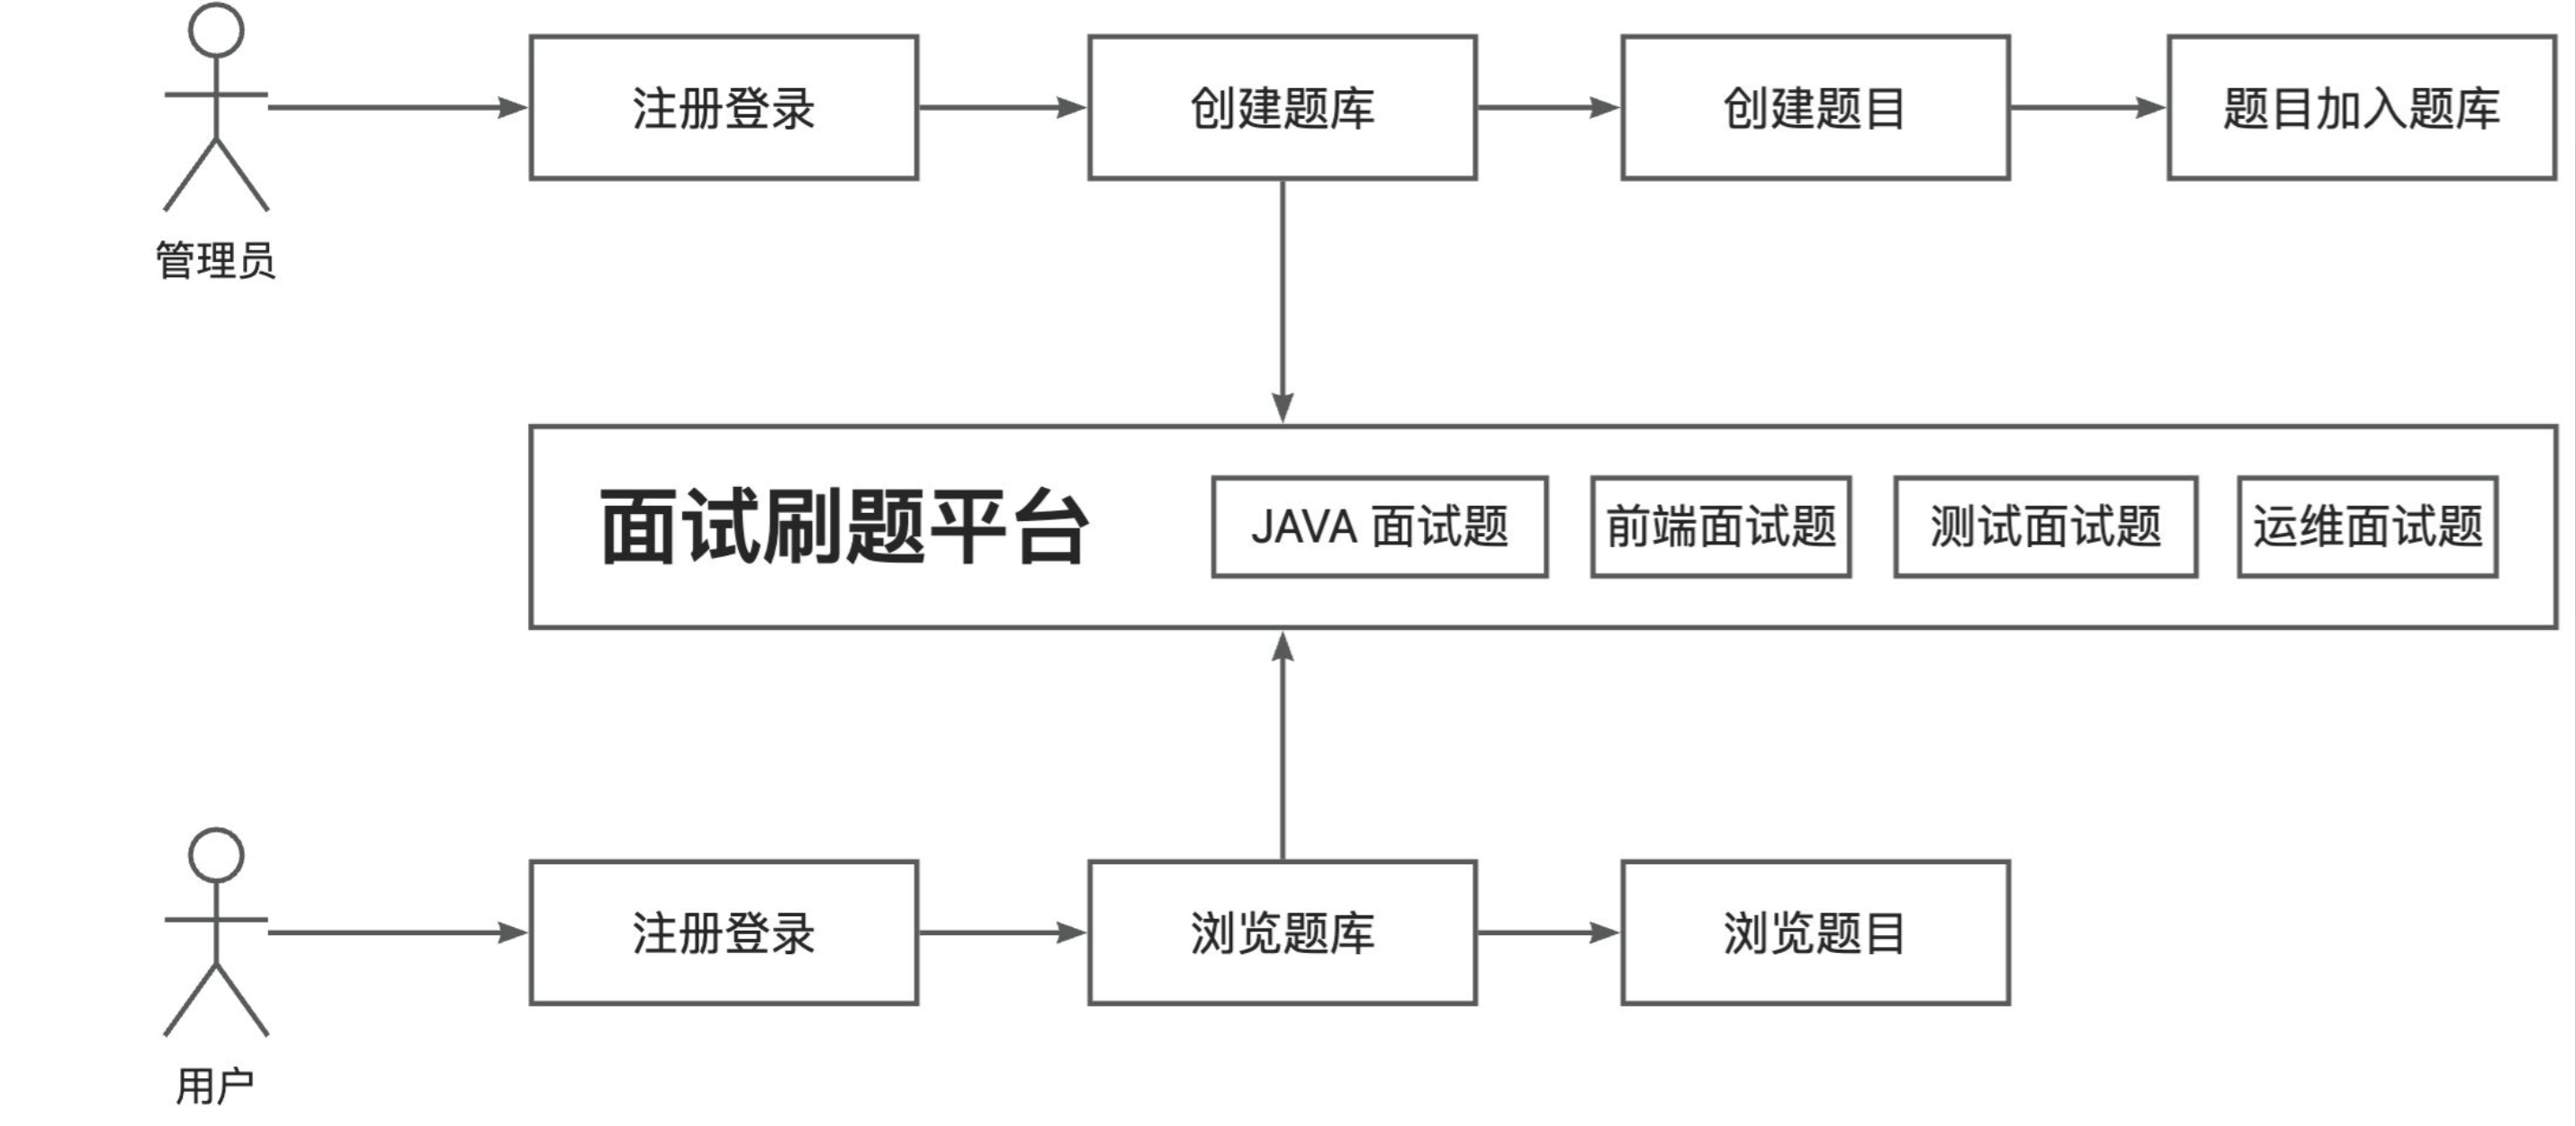 注册登录
创建题库
创建题目
题目加入题库
管理员
面试刷题平台
JAVA 面试题
前端面试题
测试面试题
运维面试题
注册登录
浏览题库
浏览题目
用户